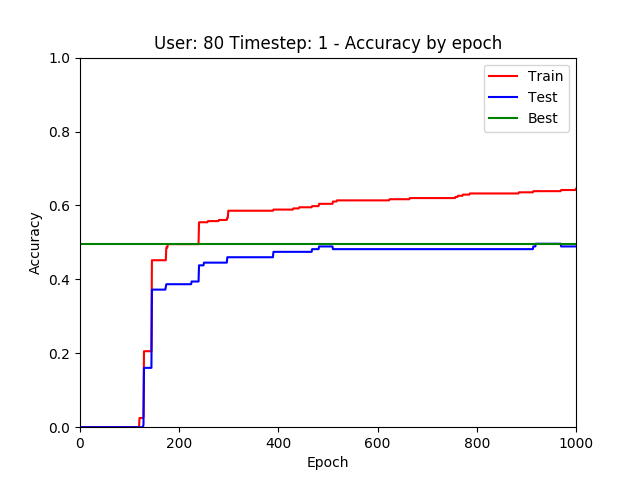 User: 80 Timestep: 1 - Accuracy by epoch
1.0
0.8
0.6
0.4
0.2
0.0
Accuracy
Train
Test
Best
0 200 400 600 800 1000
Epoch